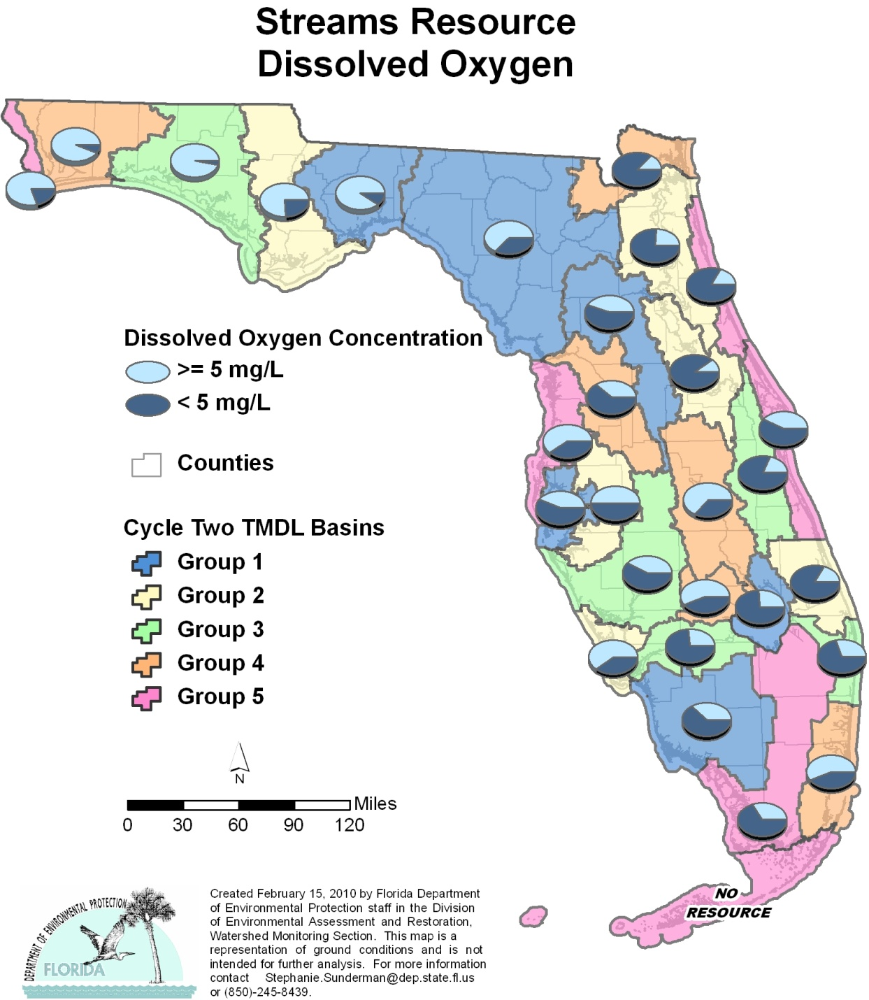 Streams Resource
Dissolved Oxygen
Dissolved Oxygen Concentration
>= 5 mg/L
< 5 mg/L
Counties
Cycle Two TMDL Basins
Group 1
Group 2
Group 3
Group 4
Group 5
N
Miles
0 30 60 90 120
NO
RESOURCE
DEPARTMENT OF ENVIRONMENTAL PROTECTION
FLORIDA
Created February 15, 2010 by Florida Department
of Environmental Protection staff in the Division
of Environmental Assessment and Restoration,
Watershed Monitoring Section. This map is a
representation of ground conditions and is not
intended for further analysis. For more information
contact Stephanie.Sunderman@dep.state.fl.us
or (850)-245-8439.